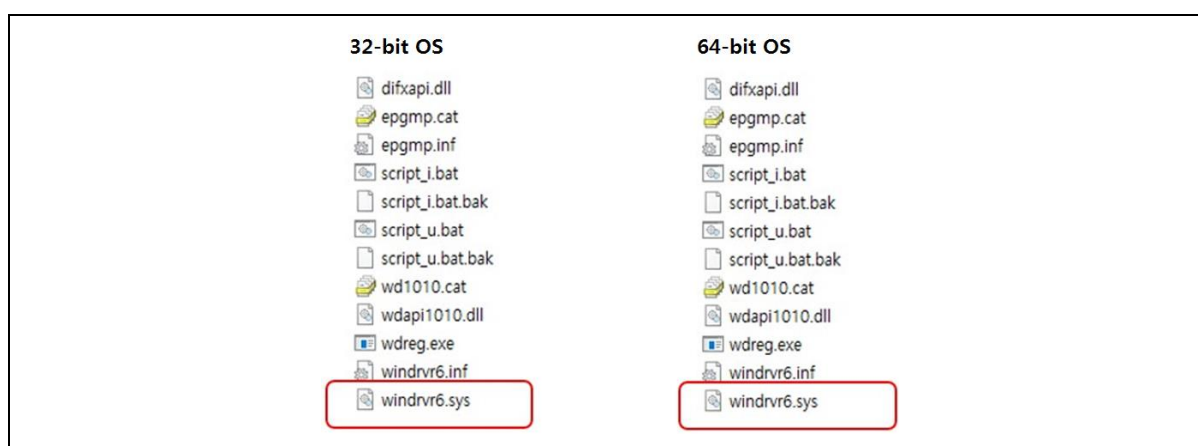 32-bit OS
difxapi.dll
epgmp.cat
epgmp.inf
script_i.bat
script_i.bat.bak
script_u.bat
script_u.bat.bak
wd1010.cat
wdapi1010.dll
wdreg.exe
windrvr6.inf
windrvr6.sys
64-bit OS
difxapi.dll
epgmp.cat
epgmp.inf
script_i.bat
script_i.bat.bak
script_u.bat
script_u.bat.bak
wd1010.cat
wdapi1010.dll
wdreg.exe
windrvr6.inf
windrvr6.sys